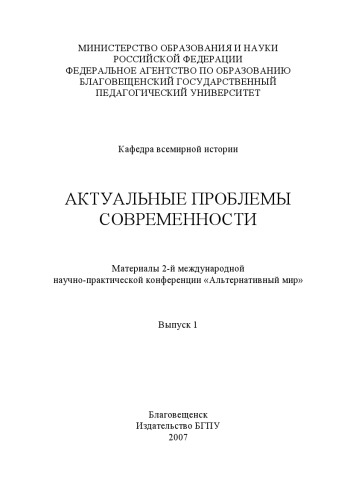 МИНИСТЕРСТВО ОБРАЗОВАНИЯ И НАУКИ
РОССИЙСКОЙ ФЕДЕРАЦИИ
ФЕДЕРАЛЬНОЕ АГЕНТСТВО ПО ОБРАЗОВАНИЮ
БЛАГОВЕЩЕНСКИЙ ГОСУДАРСТВЕННЫЙ
ПЕДАГОГИЧЕСКИЙ УНИВЕРСИТЕТ
Кафедра всемирной истории
АКТУАЛЬНЫЕ ПРОБЛЕМЫ
СОВРЕМЕННОСТИ
Материалы 2-й международной
научно-практической конференции «Альтернативный мир»
Выпуск 1
Благовещенск
Издательство БГПУ
2007